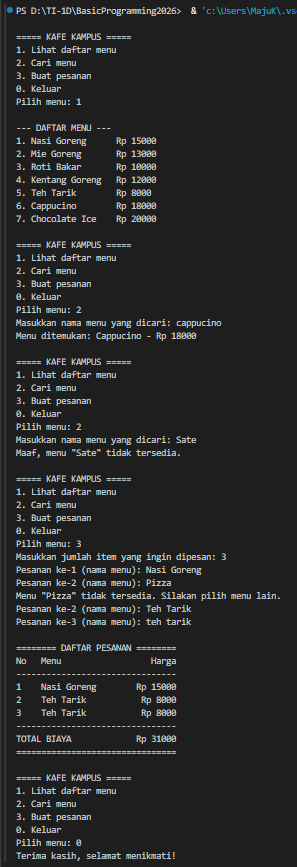 PS D:\TI-1D\BasicProgramming2026>  & 'c:\Users\MajuK\.vs
===== KAFE KAMPUS =====
1. Lihat daftar menu
2. Cari menu
3. Buat pesanan
0. Keluar
Pilih menu: 1
--- DAFTAR MENU ---
1. Nasi Goreng      Rp 15000
2. Mie Goreng       Rp 13000
3. Roti Bakar       Rp 10000
4. Kentang Goreng   Rp 12000
5. Teh Tarik        Rp 8000
6. Cappucino        Rp 18000
7. Chocolate Ice    Rp 20000
===== KAFE KAMPUS =====
1. Lihat daftar menu
2. Cari menu
3. Buat pesanan
0. Keluar
Pilih menu: 2
Masukkan nama menu yang dicari: cappucino
Menu ditemukan: Cappucino - Rp 18000
===== KAFE KAMPUS =====
1. Lihat daftar menu
2. Cari menu
3. Buat pesanan
0. Keluar
Pilih menu: 2
Masukkan nama menu yang dicari: Sate
Maaf, menu "Sate" tidak tersedia.
===== KAFE KAMPUS =====
1. Lihat daftar menu
2. Cari menu
3. Buat pesanan
0. Keluar
Pilih menu: 3
Masukkan jumlah item yang ingin dipesan: 3
Pesanan ke-1 (nama menu): Nasi Goreng
Pesanan ke-2 (nama menu): Pizza
Menu "Pizza" tidak tersedia. Silakan pilih menu lain.
Pesanan ke-2 (nama menu): Teh Tarik
Pesanan ke-3 (nama menu): teh tarik
======== DAFTAR PESANAN ========
No   Menu                  Harga
--------------------------------
1    Nasi Goreng        Rp 15000
2    Teh Tarik           Rp 8000
3    Teh Tarik           Rp 8000
--------------------------------
TOTAL BIAYA             Rp 31000
================================
===== KAFE KAMPUS =====
1. Lihat daftar menu
2. Cari menu
3. Buat pesanan
0. Keluar
Pilih menu: 0
Terima kasih, selamat menikmati!